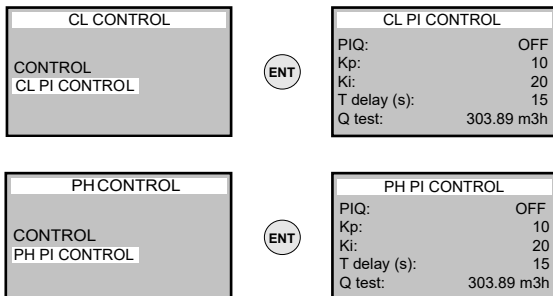 CL CONTROL
CONTROL
CL PI CONTROL
ENT
CL PI CONTROL
PIQ: OFF
Kp: 10
Ki: 20
T delay (s): 15
Q test: 303.89 m3h
PH CONTROL
CONTROL
PH PI CONTROL
ENT
PH PI CONTROL
PIQ: OFF
Kp: 10
Ki: 20
T delay (s): 15
Q test: 303.89 m3h